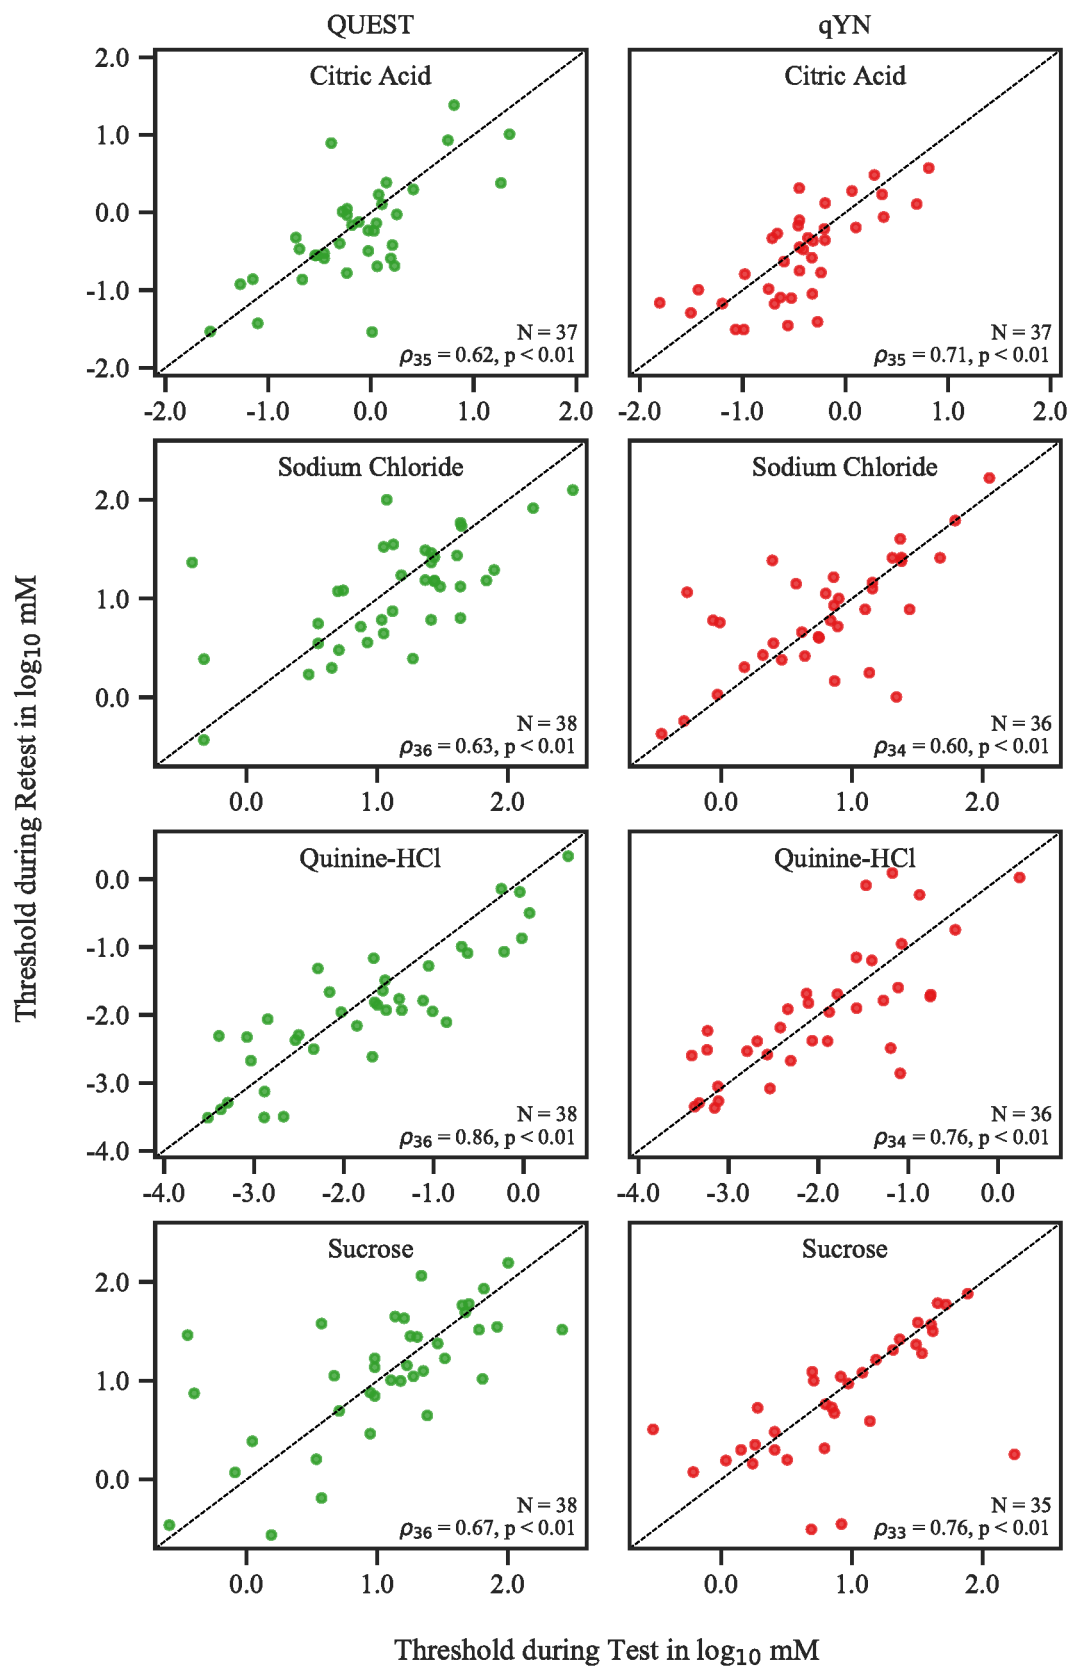 QUEST
qYN
Citric Acid
Citric Acid
2.0
1.0
0.0
-1.0
-2.0
N = 37
ρ35 = 0.62, p < 0.01
N = 37
ρ35 = 0.71, p < 0.01
-2.0 -1.0 0.0 1.0 2.0
-2.0 -1.0 0.0 1.0 2.0
Sodium Chloride
Sodium Chloride
2.0
1.0
0.0
N = 38
ρ36 = 0.63, p < 0.01
N = 36
ρ34 = 0.60, p < 0.01
0.0 1.0 2.0
0.0 1.0 2.0
Threshold during Retest in log10 mM
Quinine-HCl
Quinine-HCl
0.0
-1.0
-2.0
-3.0
-4.0
N = 38
ρ36 = 0.86, p < 0.01
N = 36
ρ34 = 0.76, p < 0.01
-4.0 -3.0 -2.0 -1.0 0.0
-4.0 -3.0 -2.0 -1.0 0.0
Sucrose
Sucrose
2.0
1.0
0.0
N = 38
ρ36 = 0.67, p < 0.01
N = 35
ρ33 = 0.76, p < 0.01
0.0 1.0 2.0
0.0 1.0 2.0
Threshold during Test in log10 mM